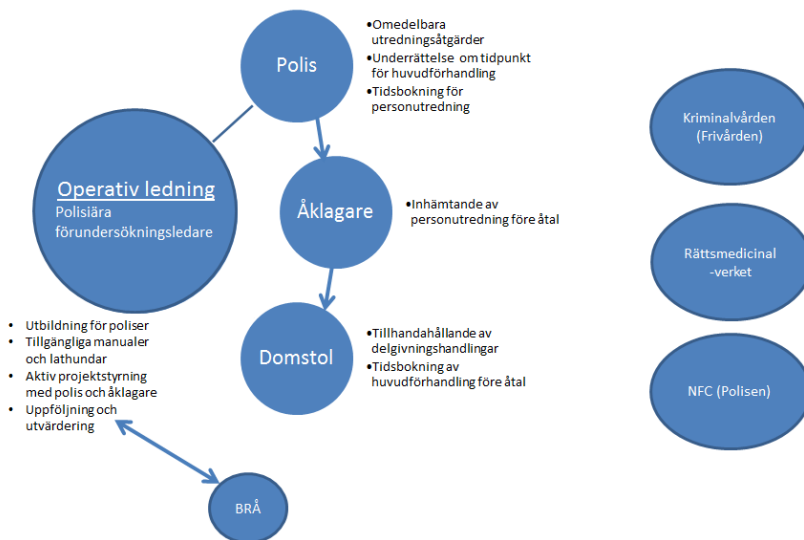 Polis
•Omedelbara
utredningsåtgärder
•Underrättelse om tidpunkt
för huvudförhandling
•Tidsbokning för
personutredning
Operativ ledning
Polisiära
förundersökningsledare
Åklagare
•Inhämtande av
personutredning före åtal
Domstol
•Tillhandahållande av
delgivningshandlingar
•Tidsbokning av
huvudförhandling före åtal
• Utbildning för poliser
• Tillgängliga manualer
och lathundar
• Aktiv projektstyrning
med polis och åklagare
• Uppföljning och
utvärdering
BRÅ
Kriminalvården
(Frivården)
Rättsmedicinal
-verket
NFC (Polisen)